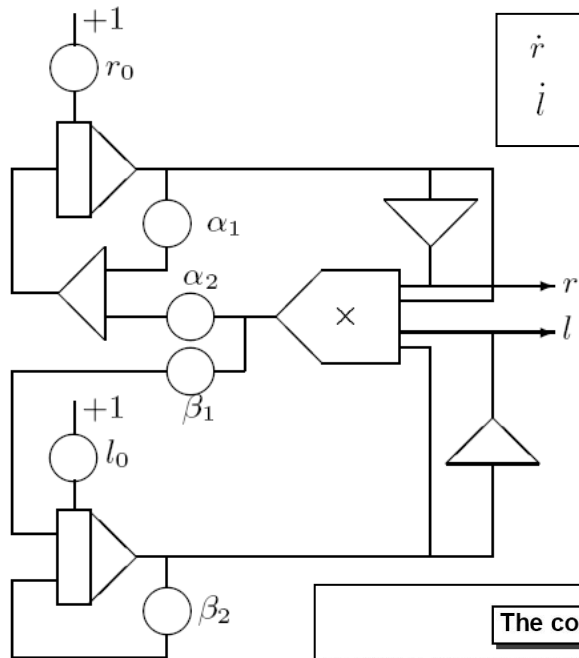 +1
r₀
ṙ
l̇
α₁
α₂
r
×
l
β₁
+1
l₀
β₂
The co